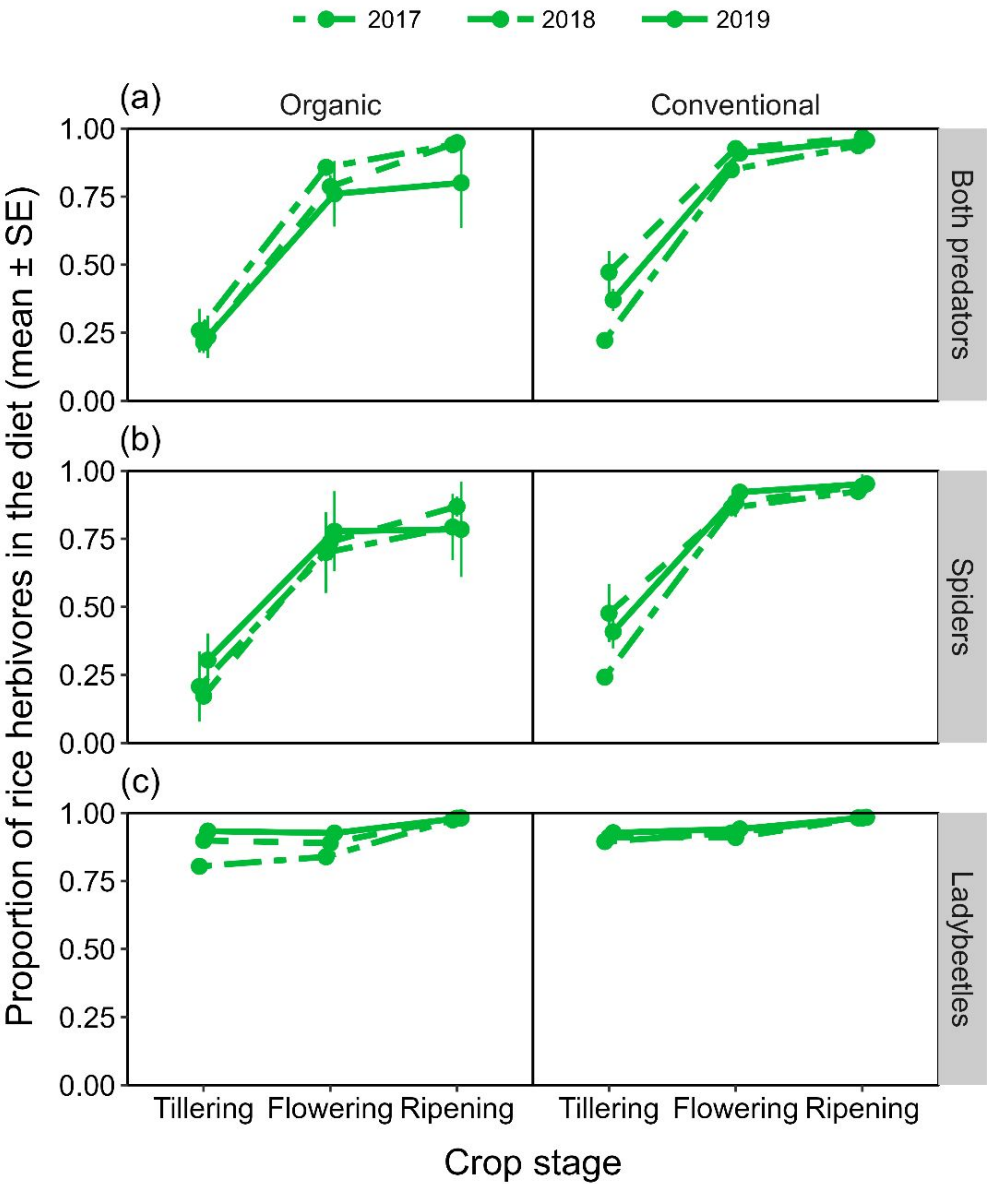 2017 2018 2019
(a)
Organic Conventional
1.00
0.75
0.50
0.25
0.00
Both predators
(b)
1.00
0.75
0.50
0.25
0.00
Spiders
(c)
1.00
0.75
0.50
0.25
0.00
Ladybeetles
Proportion of rice herbivores in the diet (mean ± SE)
Tillering Flowering Ripening Tillering Flowering Ripening
Crop stage